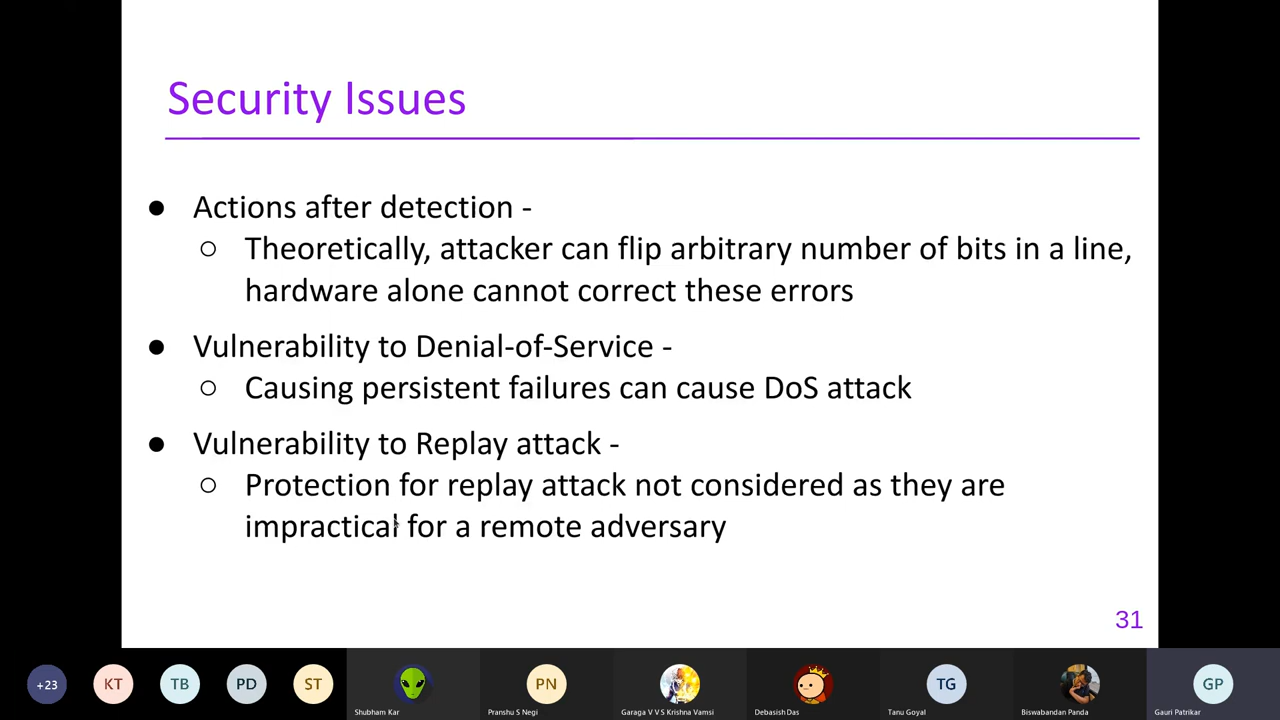 Security Issues
● Actions after detection -
○ Theoretically, attacker can flip arbitrary number of bits in a line,
hardware alone cannot correct these errors
● Vulnerability to Denial-of-Service -
○ Causing persistent failures can cause DoS attack
● Vulnerability to Replay attack -
○ Protection for replay attack not considered as they are
impractical for a remote adversary
31
+23 KT TB PD ST PN TG GP
Shubham Kar Pranshu S Negi Garaga V V S Krishna Vamsi Debasish Das Tanu Goyal Biswabandan Panda Gauri Patrikar